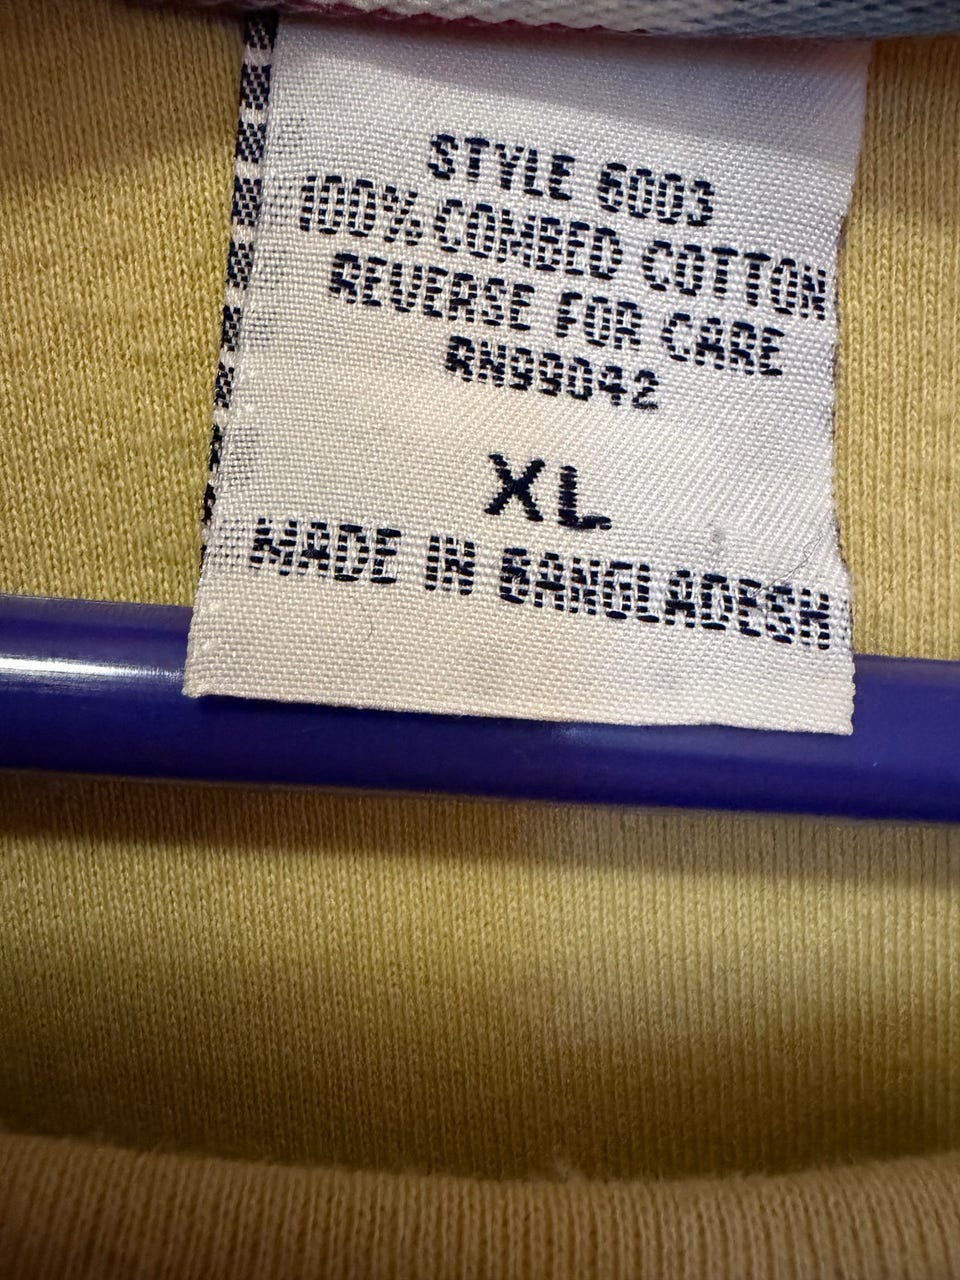 STYLE 6003
100% COMBED COTTON
REVERSE FOR CARE
RN99042
XL
MADE IN BANGLADESH